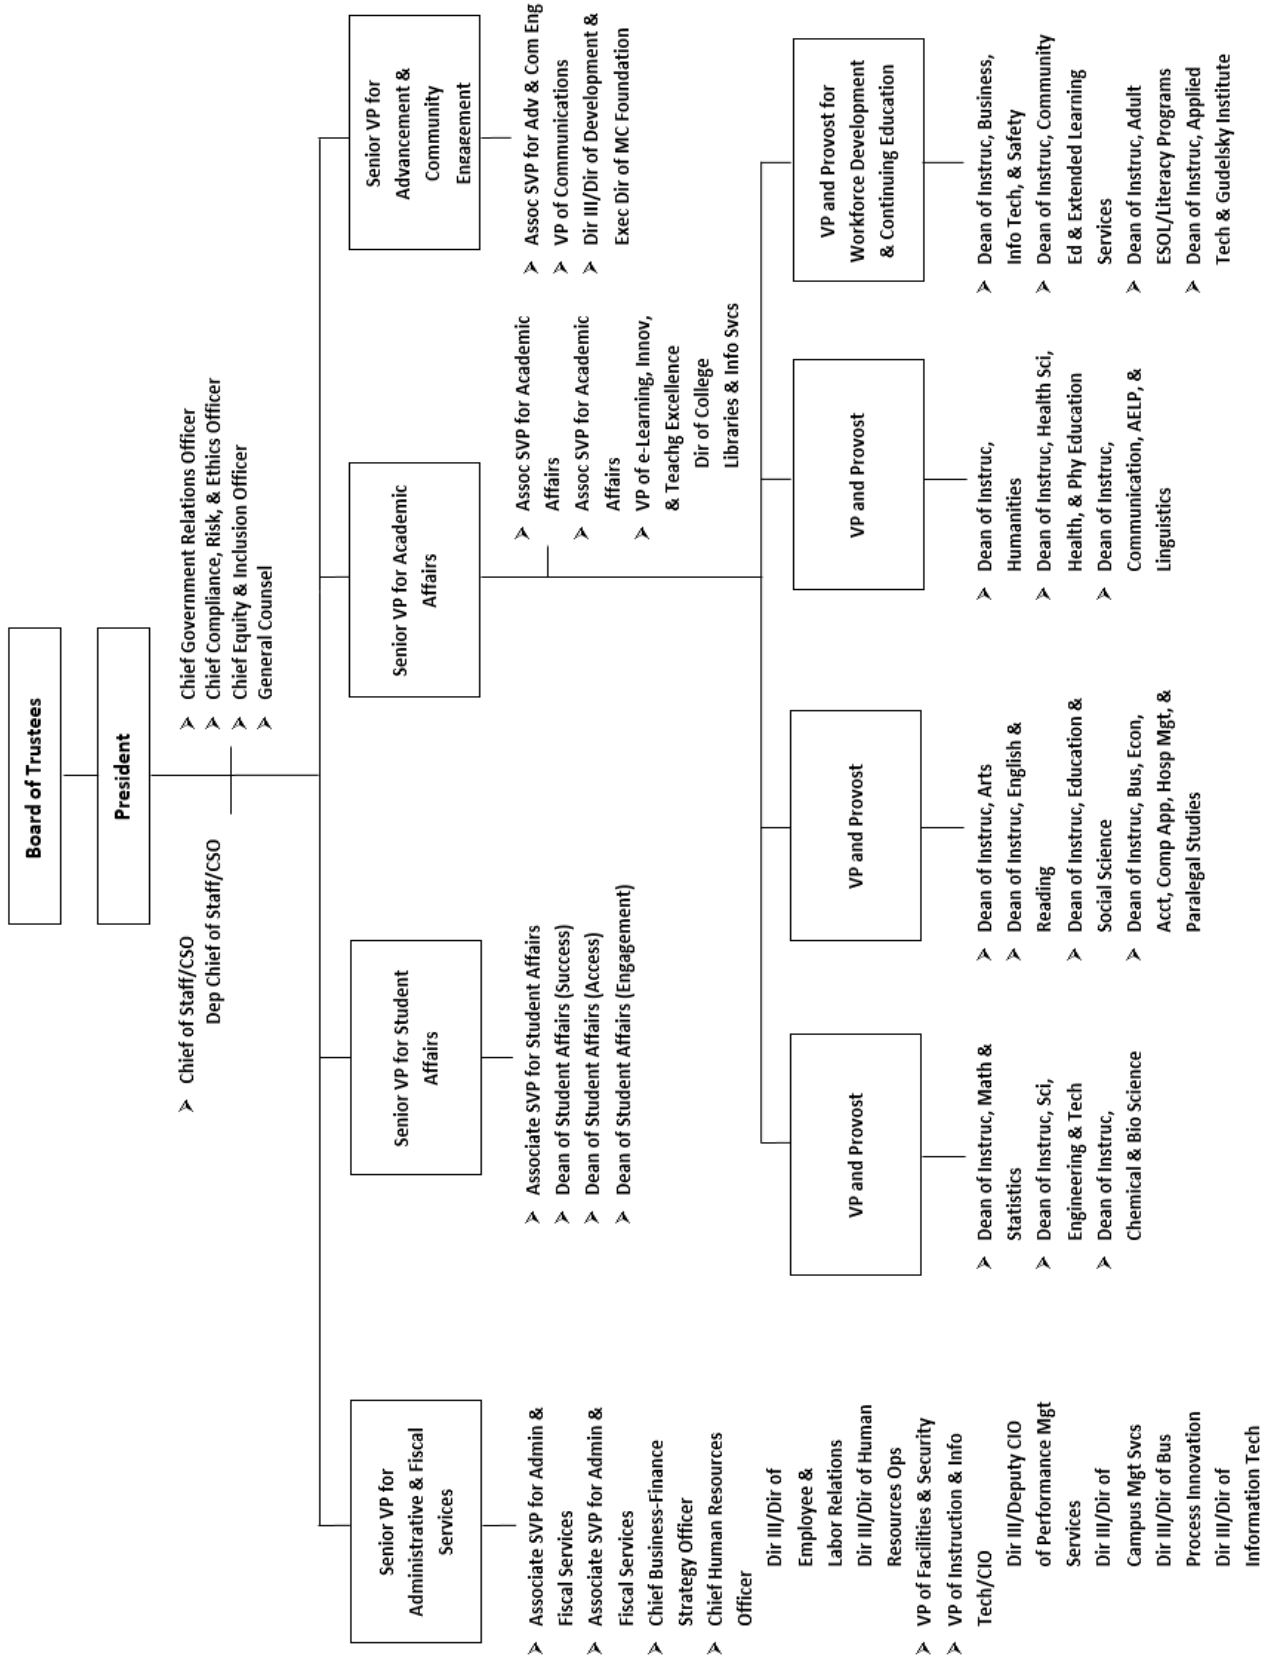 Board of Trustees
President
➢ Chief of Staff/CSO
Dep Chief of Staff/CSO
➢ Chief Government Relations Officer
➢ Chief Compliance, Risk, & Ethics Officer
➢ Chief Equity & Inclusion Officer
➢ General Counsel
Senior VP for
Administrative & Fiscal
Services
➢ Associate SVP for Admin &
Fiscal Services
➢ Associate SVP for Admin &
Fiscal Services
➢ Chief Business-Finance
Strategy Officer
➢ Chief Human Resources
Officer
Dir III/Dir of
Employee &
Labor Relations
Dir III/Dir of Human
Resources Ops
➢ VP of Facilities & Security
➢ VP of Instruction & Info
Tech/CIO
Dir III/Deputy CIO
of Performance Mgt
Services
Dir III/Dir of
Campus Mgt Svcs
Dir III/Dir of Bus
Process Innovation
Dir III/Dir of
Information Tech
Senior VP for Student
Affairs
➢ Associate SVP for Student Affairs
➢ Dean of Student Affairs (Success)
➢ Dean of Student Affairs (Access)
➢ Dean of Student Affairs (Engagement)
Senior VP for Academic
Affairs
➢ Assoc SVP for Academic
Affairs
➢ Assoc SVP for Academic
Affairs
➢ VP of e-Learning, Innov,
& Teachg Excellence
Dir of College
Libraries & Info Svcs
Senior VP for
Advancement &
Community
Engagement
➢ Assoc SVP for Adv & Com Eng
➢ VP of Communications
➢ Dir III/Dir of Development &
Exec Dir of MC Foundation
VP and Provost
➢ Dean of Instruc, Math &
Statistics
➢ Dean of Instruc, Sci,
Engineering & Tech
➢ Dean of Instruc,
Chemical & Bio Science
VP and Provost
➢ Dean of Instruc, Arts
➢ Dean of Instruc, English &
Reading
➢ Dean of Instruc, Education &
Social Science
➢ Dean of Instruc, Bus, Econ,
Acct, Comp App, Hosp Mgt, &
Paralegal Studies
VP and Provost
➢ Dean of Instruc,
Humanities
➢ Dean of Instruc, Health Sci,
Health, & Phy Education
➢ Dean of Instruc,
Communication, AELP, &
Linguistics
VP and Provost for
Workforce Development
& Continuing Education
➢ Dean of Instruc, Business,
Info Tech, & Safety
➢ Dean of Instruc, Community
Ed & Extended Learning
Services
➢ Dean of Instruc, Adult
ESOL/Literacy Programs
➢ Dean of Instruc, Applied
Tech & Gudelsky Institute